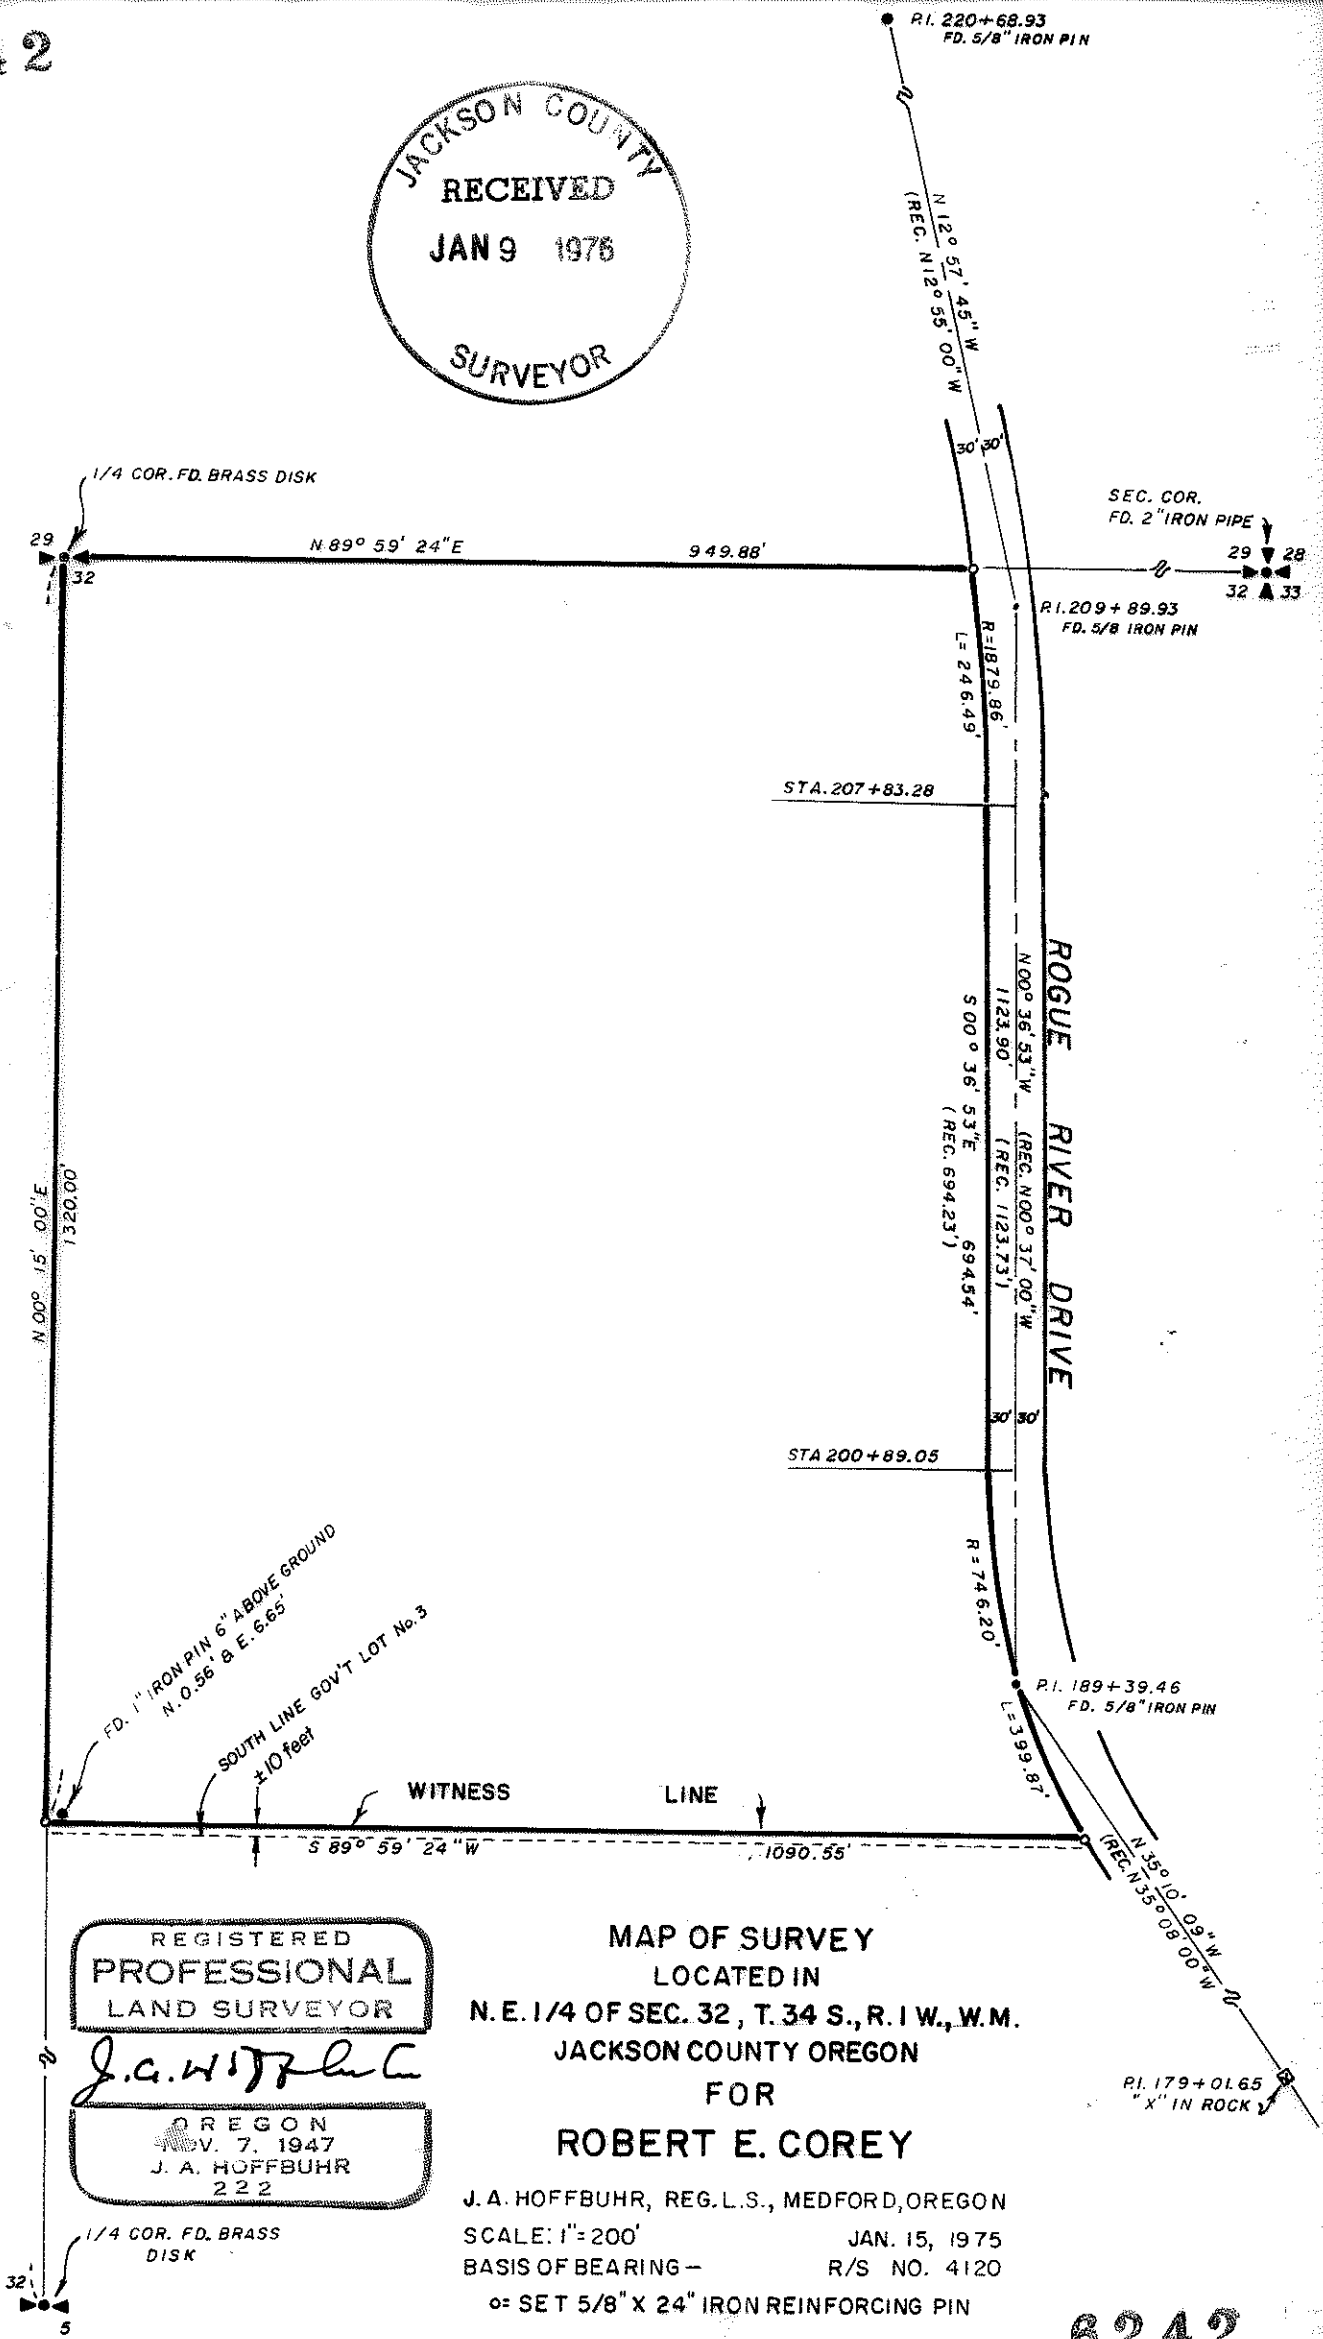 42
P.I. 220+68.93
FD. 5/8" IRON PIN
JACKSON COUNTY
RECEIVED
JAN 9 1976
SURVEYOR
N 12° 57' 45" W
(REC. N 12° 55' 00" W
30' 30'
1/4 COR. FD. BRASS DISK
SEC. COR.
FD. 2" IRON PIPE
29
32
N 89° 59' 24" E 949.88'
29 28
32 33
P.I. 209+89.93
FD. 5/8 IRON PIN
R=1879.86'
L= 246.49'
STA. 207+83.28
ROGUE RIVER DRIVE
N 00° 36' 53" W (REC. N00° 37' 00" W
1123.90' (REC. 1123.73')
S 00° 36' 53" E 694.54'
(REC. 694.23')
N 00° 15' 00" E
1320.00'
30' 30'
STA 200+89.05
R = 746.20'
FD. 1" IRON PIN 6" ABOVE GROUND
N. 0.56' & E. 6.65'
SOUTH LINE GOV'T LOT No. 3
±10 feet
P.I. 189+39.46
FD. 5/8" IRON PIN
L=399.87'
WITNESS LINE
S 89° 59' 24" W 1090.55'
N 35° 10' 09" W
(REC. N 35° 08' 00" W
REGISTERED
PROFESSIONAL
LAND SURVEYOR
OREGON
NOV. 7, 1947
J. A. HOFFBUHR
222
MAP OF SURVEY
LOCATED IN
N.E. 1/4 OF SEC. 32, T. 34 S., R. 1 W., W.M.
JACKSON COUNTY OREGON
FOR
ROBERT E. COREY
P.I. 179+01.65
"X" IN ROCK
J. A. HOFFBUHR, REG. L.S., MEDFORD, OREGON
SCALE: 1"=200' JAN. 15, 1975
BASIS OF BEARING - R/S NO. 4120
o= SET 5/8" X 24" IRON REINFORCING PIN
1/4 COR. FD. BRASS
DISK
32
5
6242